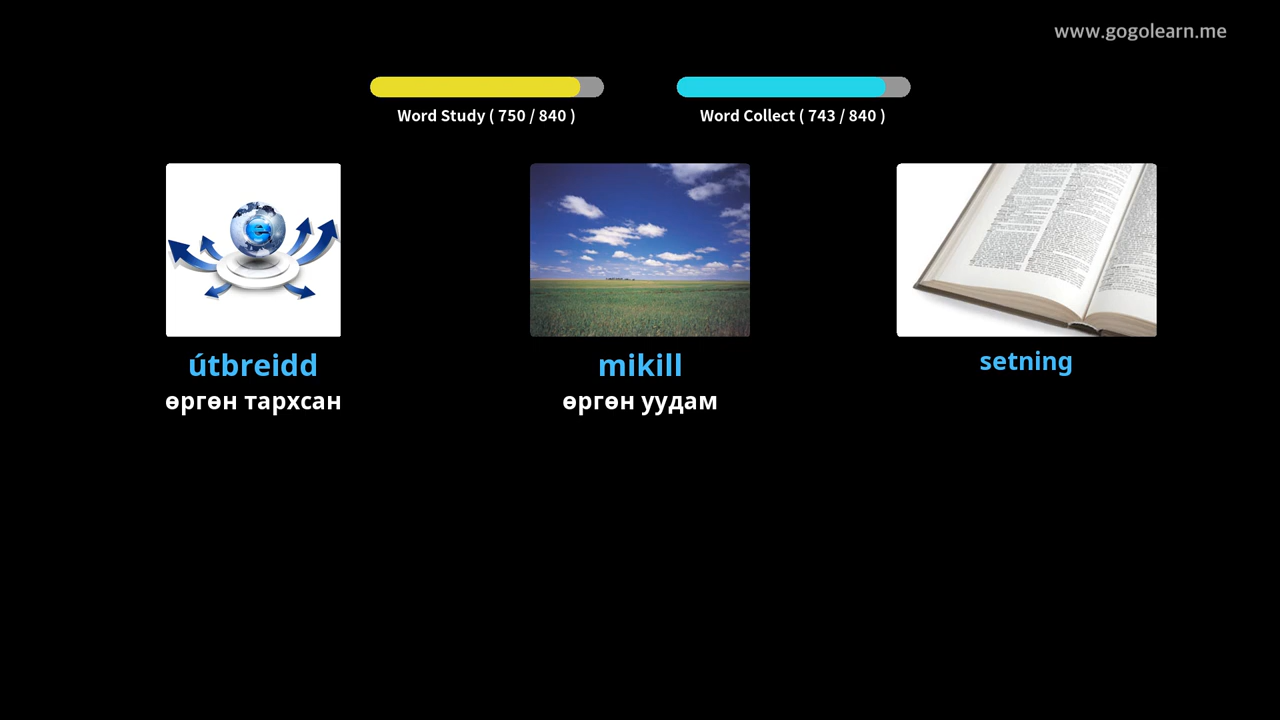 www.gogolearn.me
Word Study ( 750 / 840 )
Word Collect ( 743 / 840 )
útbreidd
өргөн тархсан
mikill
өргөн уудам
setning